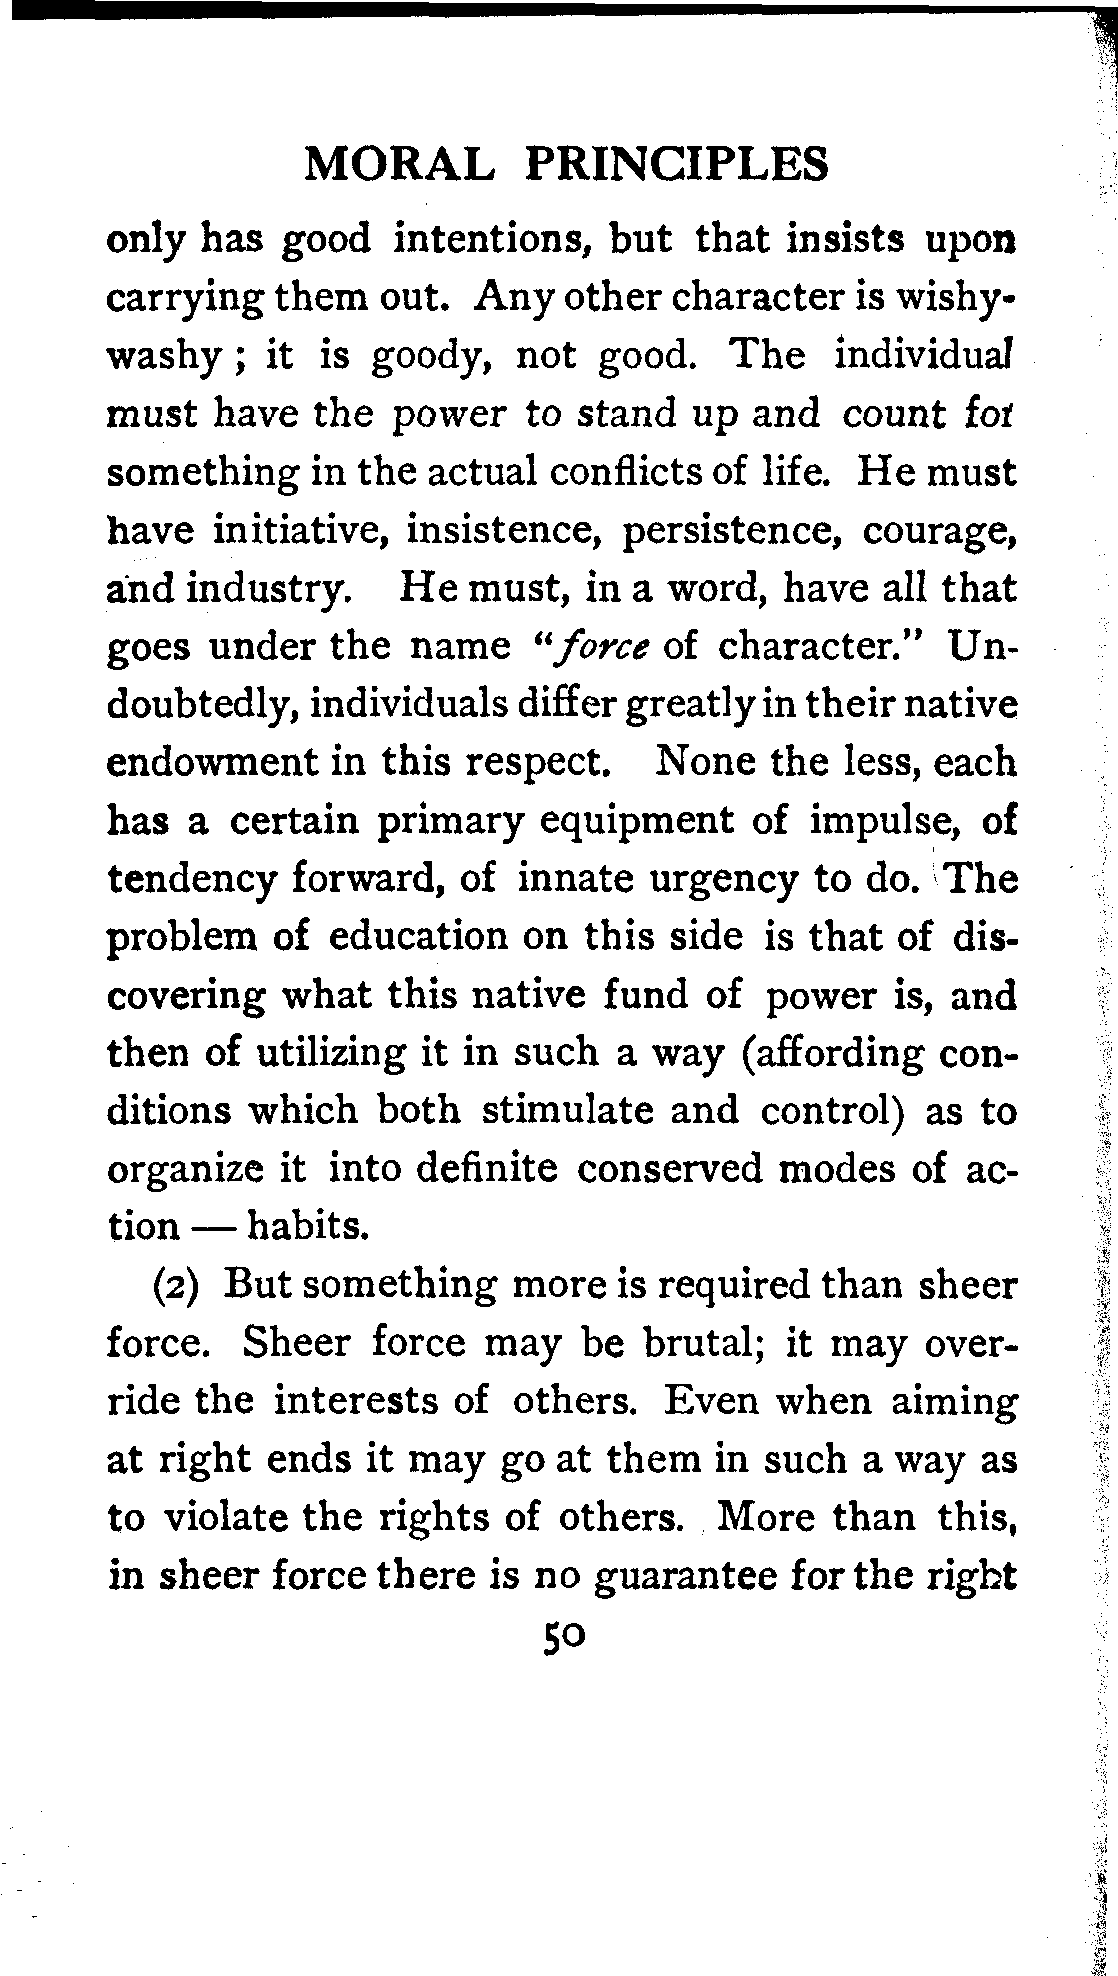 MORAL PRINCIPLES
only has good intentions, but that insists upon
carrying them out. Any other character is wishy-
washy ; it is goody, not good. The individual
must have the power to stand up and count for
something in the actual conflicts of life. He must
have initiative, insistence, persistence, courage,
and industry. He must, in a word, have all that
goes under the name "force of character." Un-
doubtedly, individuals differ greatly in their native
endowment in this respect. None the less, each
has a certain primary equipment of impulse, of
tendency forward, of innate urgency to do. The
problem of education on this side is that of dis-
covering what this native fund of power is, and
then of utilizing it in such a way (affording con-
ditions which both stimulate and control) as to
organize it into definite conserved modes of ac-
tion — habits.
(2) But something more is required than sheer
force. Sheer force may be brutal; it may over-
ride the interests of others. Even when aiming
at right ends it may go at them in such a way as
to violate the rights of others. More than this,
in sheer force there is no guarantee for the right
50